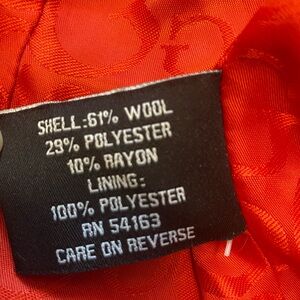 SHELL:61% WOOL
29% POLYESTER
10% RAYON
LINING:
100% POLYESTER
RN 54163
CARE ON REVERSE